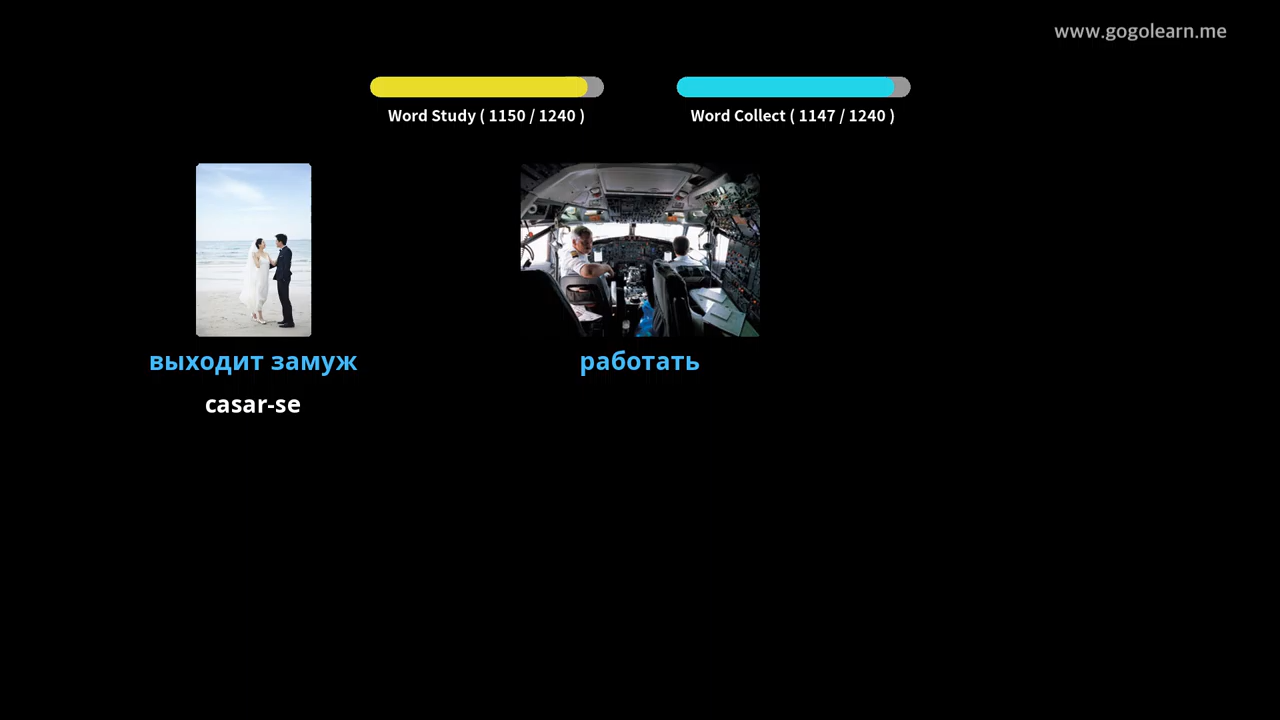 www.gogolearn.me
Word Study ( 1150 / 1240 )
Word Collect ( 1147 / 1240 )
выходит замуж
работать
casar-se